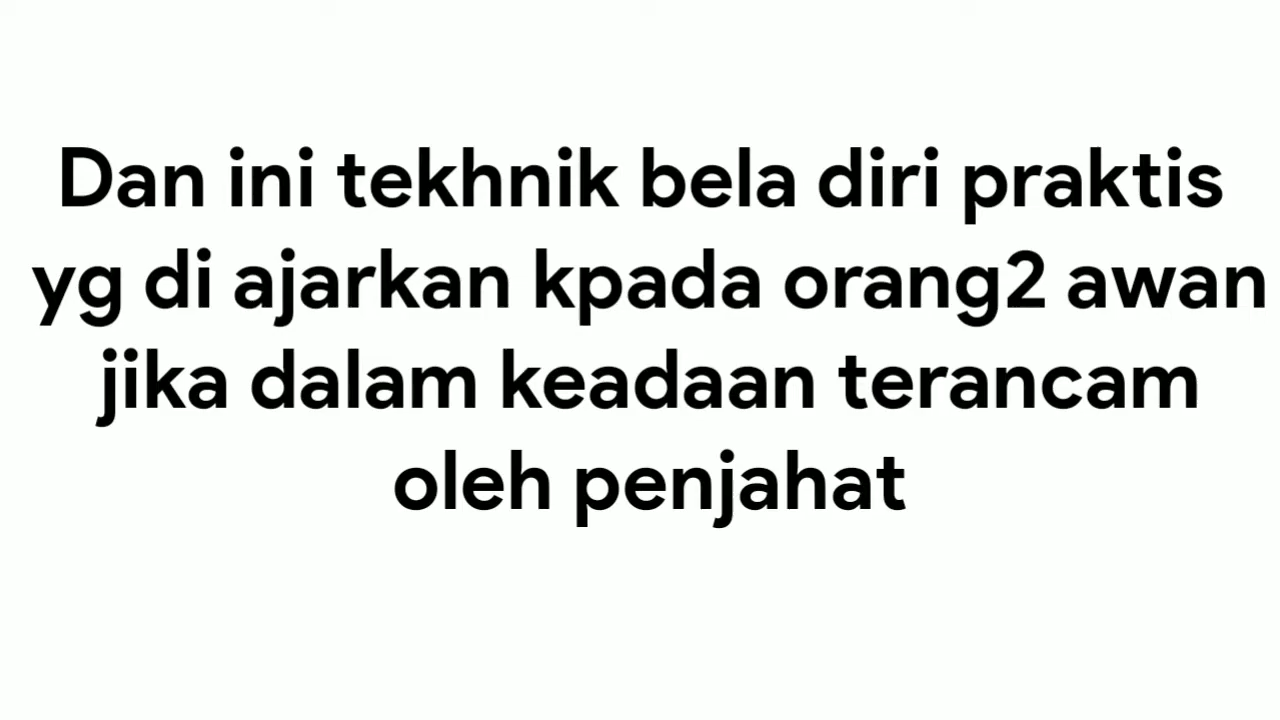 Dan ini tekhnik bela diri praktis
yg di ajarkan kpada orang2 awan
jika dalam keadaan terancam
oleh penjahat